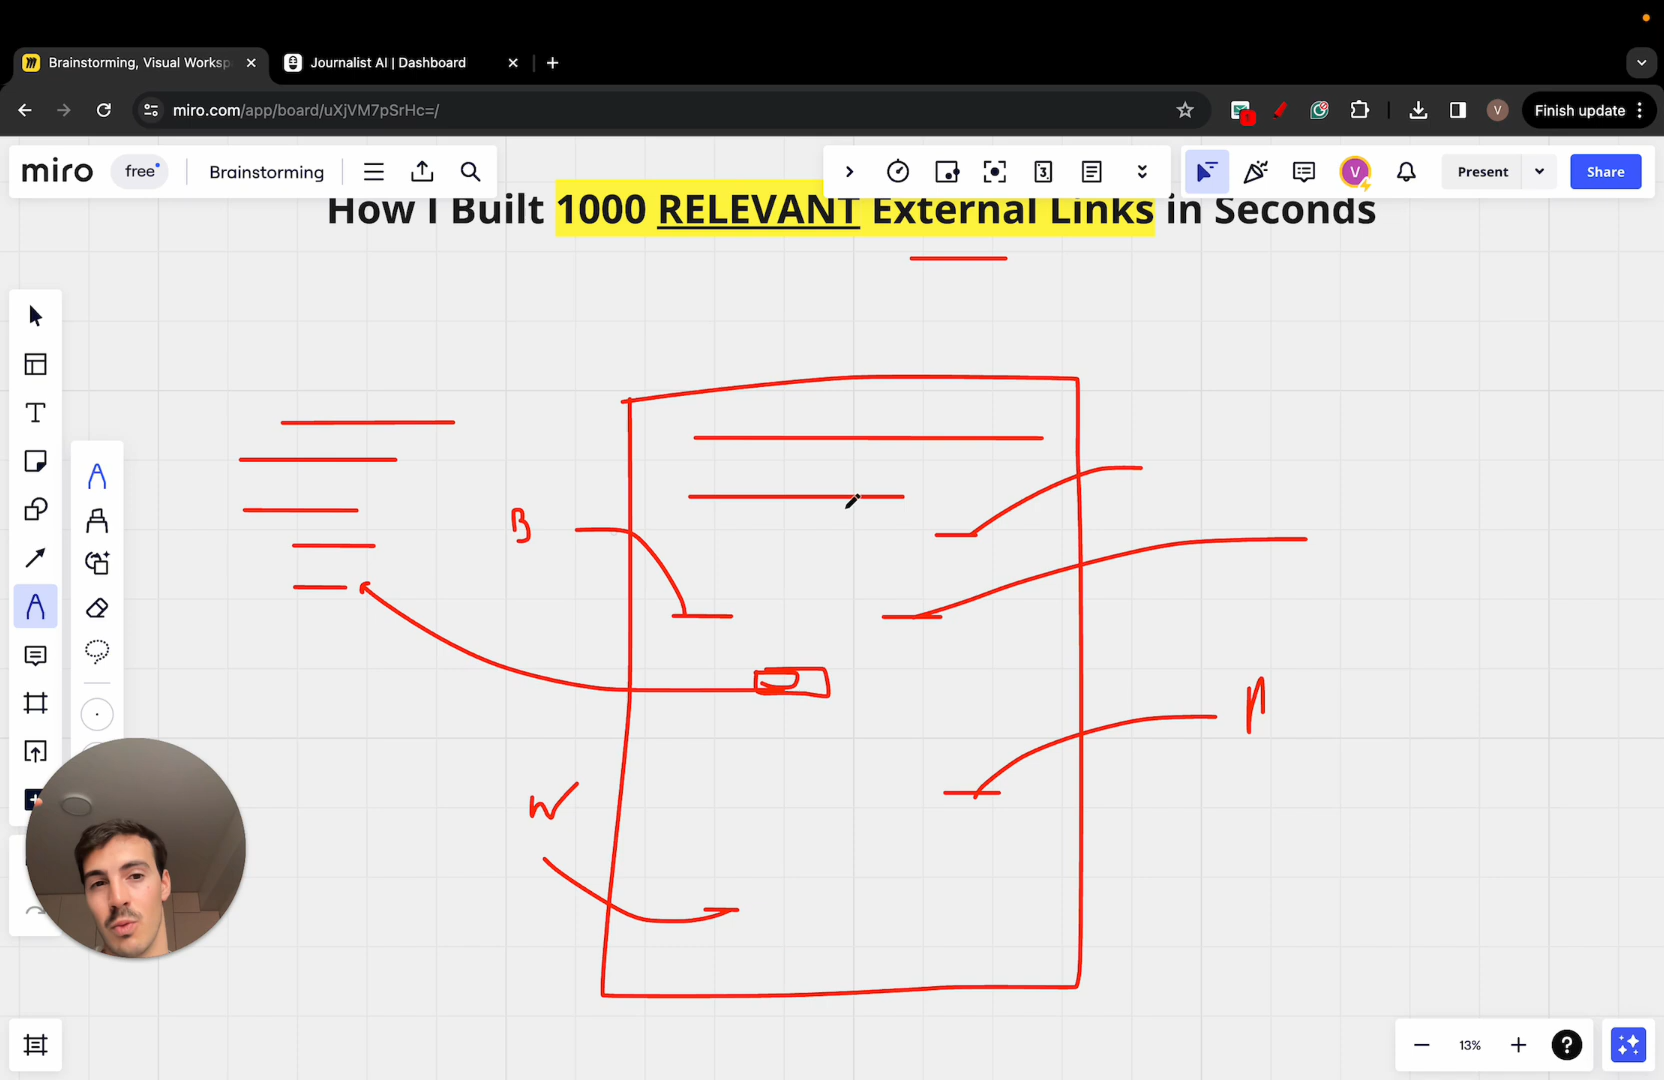 Brainstorming, Visual Worksp
Journalist AI | Dashboard
miro.com/app/board/uXjVM7pSrHc=/
Finish update
miro
free
Brainstorming
Present
Share
How I Built 1000 RELEVANT External Links in Seconds
B
W
13%